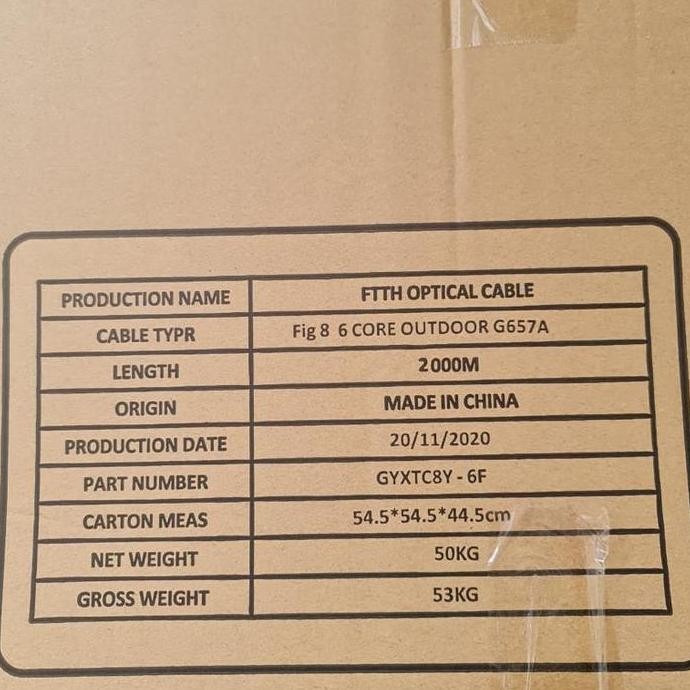 PRODUCTION NAME FTTH OPTICAL CABLE
CABLE TYPR Fig 8 6 CORE OUTDOOR G657A
LENGTH 2000M
ORIGIN MADE IN CHINA
PRODUCTION DATE 20/11/2020
PART NUMBER GYXTC8Y - 6F
CARTON MEAS 54.5*54.5*44.5cm
NET WEIGHT 50KG
GROSS WEIGHT 53KG